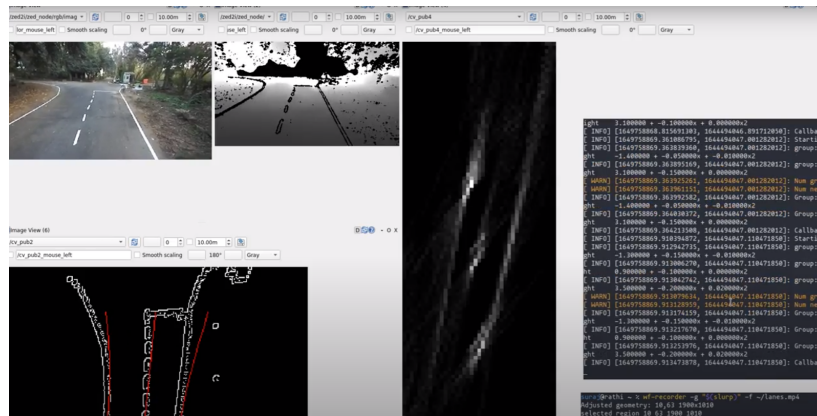 /zed2i/zed_node/rgb/imag 0 10.00m
lor_mouse_left Smooth scaling 0° Gray
/zed2i/zed_node/ 0 10.00m
ise_left Smooth scaling 0° Gray
/cv_pub4 0 10.00m
/cv_pub4_mouse_left Smooth scaling 0° Gray
Image View (6)
/cv_pub2 0 10.00m
/cv_pub2_mouse_left Smooth scaling 180° Gray
ight 3.100000 + -0.100000x + 0.000000x2
[ INFO] [1649758868.815691303, 1644494046.891712050]: Callba
[ INFO] [1649758869.361086795, 1644494047.001282012]: Starti
[ INFO] [1649758869.363839360, 1644494047.001282012]: group:
ght -1.400000 + -0.050000x + -0.010000x2
[ INFO] [1649758869.363895169, 1644494047.001282012]: group:
ght 3.100000 + -0.150000x + 0.000000x2
[ WARN] [1649758869.363925261, 1644494047.001282012]: Num gr
[ WARN] [1649758869.363961151, 1644494047.001282012]: Num ne
[ INFO] [1649758869.363992582, 1644494047.001282012]: Group:
ght -1.400000 + -0.050000x + -0.010000x2
[ INFO] [1649758869.364030372, 1644494047.001282012]: Group:
ght 3.100000 + -0.150000x + 0.000000x2
[ INFO] [1649758869.364213508, 1644494047.001282012]: Callba
[ INFO] [1649758869.910394872, 1644494047.110471850]: Starti
[ INFO] [1649758869.912942735, 1644494047.110471850]: group:
ght -1.300000 + -0.150000x + -0.010000x2
[ INFO] [1649758869.913006270, 1644494047.110471850]: group:
ht 0.900000 + -0.100000x + 0.000000x2
[ INFO] [1649758869.913042742, 1644494047.110471850]: group:
ght 3.500000 + -0.200000x + 0.020000x2
[ WARN] [1649758869.913079634, 1644494047.110471850]: Num gr
[ WARN] [1649758869.913128959, 1644494047.110471850]: Num ne
[ INFO] [1649758869.913174159, 1644494047.110471850]: Group:
ght -1.300000 + -0.150000x + -0.010000x2
[ INFO] [1649758869.913217670, 1644494047.110471850]: Group:
ht 0.900000 + -0.100000x + 0.000000x2
[ INFO] [1649758869.913253976, 1644494047.110471850]: Group:
ght 3.500000 + -0.200000x + 0.020000x2
[ INFO] [1649758869.913473878, 1644494047.110471850]: Callba
suraj@rathi ~ % wf-recorder -g "$(slurp)" -f ~/lanes.mp4
Adjusted geometry: 10,63 1900x1010
selected region 10 63 1900 1010